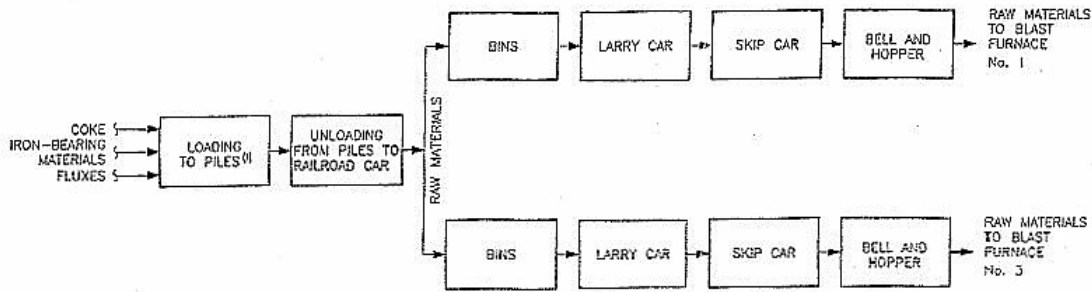 RAW MATERIALS
TO BLAST
FURNACE
No. 1
BINS
LARRY CAR
SKIP CAR
BELL AND
HOPPER
COKE
IRON-BEARING
MATERIALS
FLUXES
LOADING
TO PILES(1)
UNLOADING
FROM PILES TO
RAILROAD CAR
RAW MATERIALS
BINS
LARRY CAR
SKIP CAR
BELL AND
HOPPER
RAW MATERIALS
TO BLAST
FURNACE
No. 3